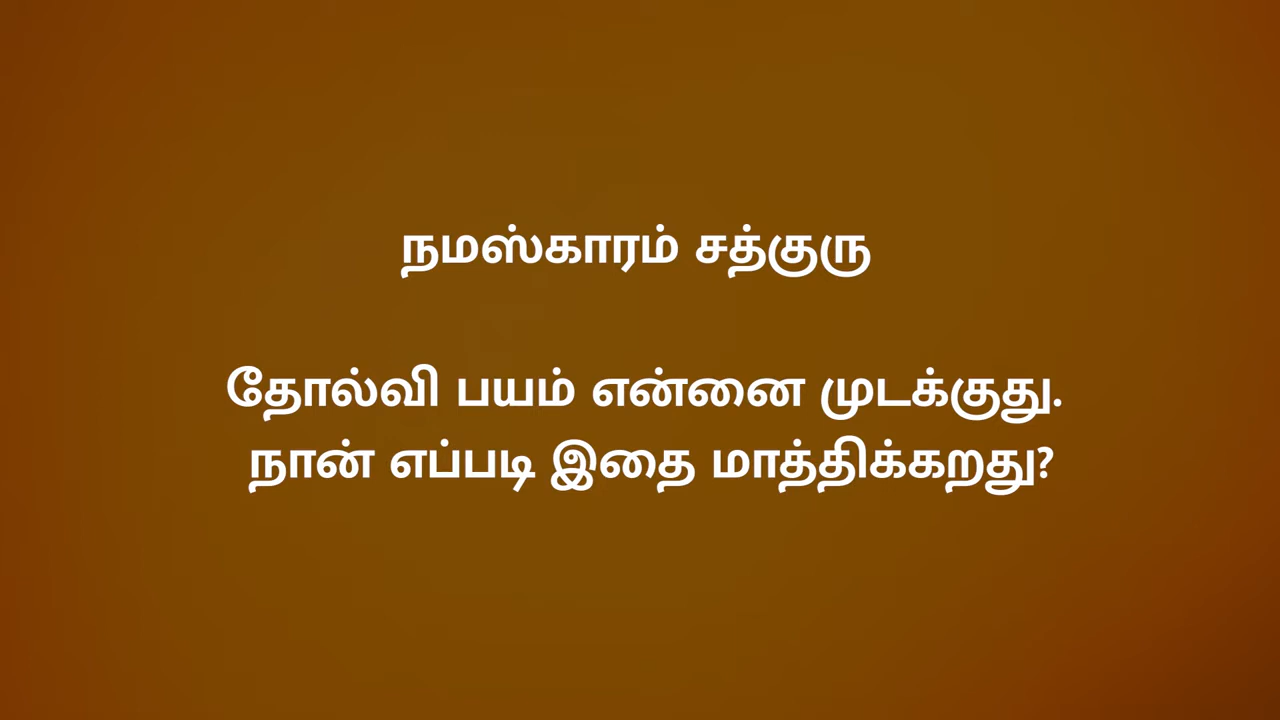 நமஸ்காரம் சத்குரு
தோல்வி பயம் என்னை முடக்குது.
நான் எப்படி இதை மாத்திக்கறது?